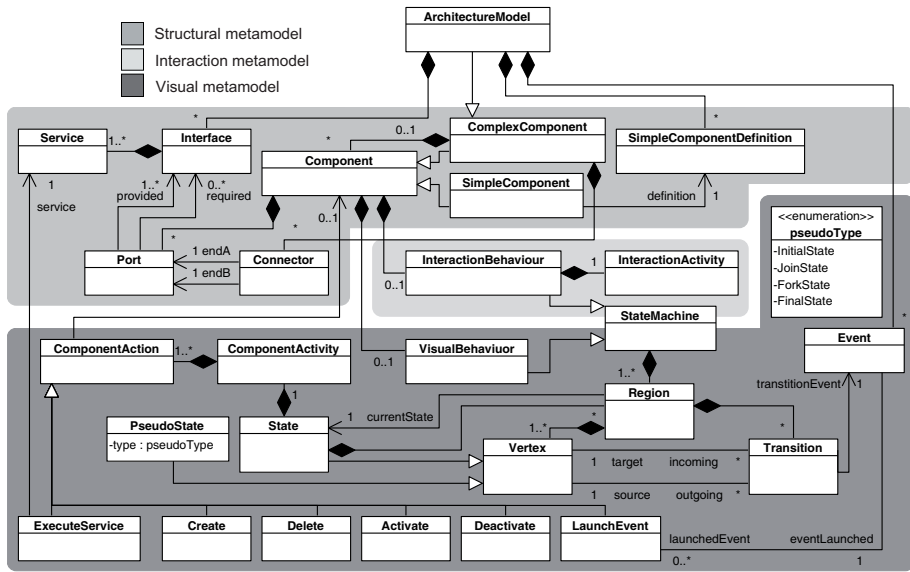 ArchitectureModel
Structural metamodel
Interaction metamodel
Visual metamodel
*
*
Service
1..*
Interface
*
0..1
ComplexComponent
SimpleComponentDefinition
Component
SimpleComponent
1
service
provided
1..*
0..*
required
definition
1
0..1
*
*
<<enumeration>>
pseudoType
-InitialState
-JoinState
-ForkState
-FinalState
Port
1 endA
1 endB
Connector
InteractionBehaviour
1
InteractionActivity
0..1
StateMachine
*
ComponentAction
1..*
ComponentActivity
0..1
VisualBehaviuor
1..*
Event
transtitionEvent
1
1
PseudoState
-type : pseudoType
State
1
currentState
Region
*
1..*
*
Vertex
1
target
incoming
*
Transition
1
source
outgoing
*
ExecuteService
Create
Delete
Activate
Deactivate
LaunchEvent
launchedEvent
eventLaunched
0..*
1